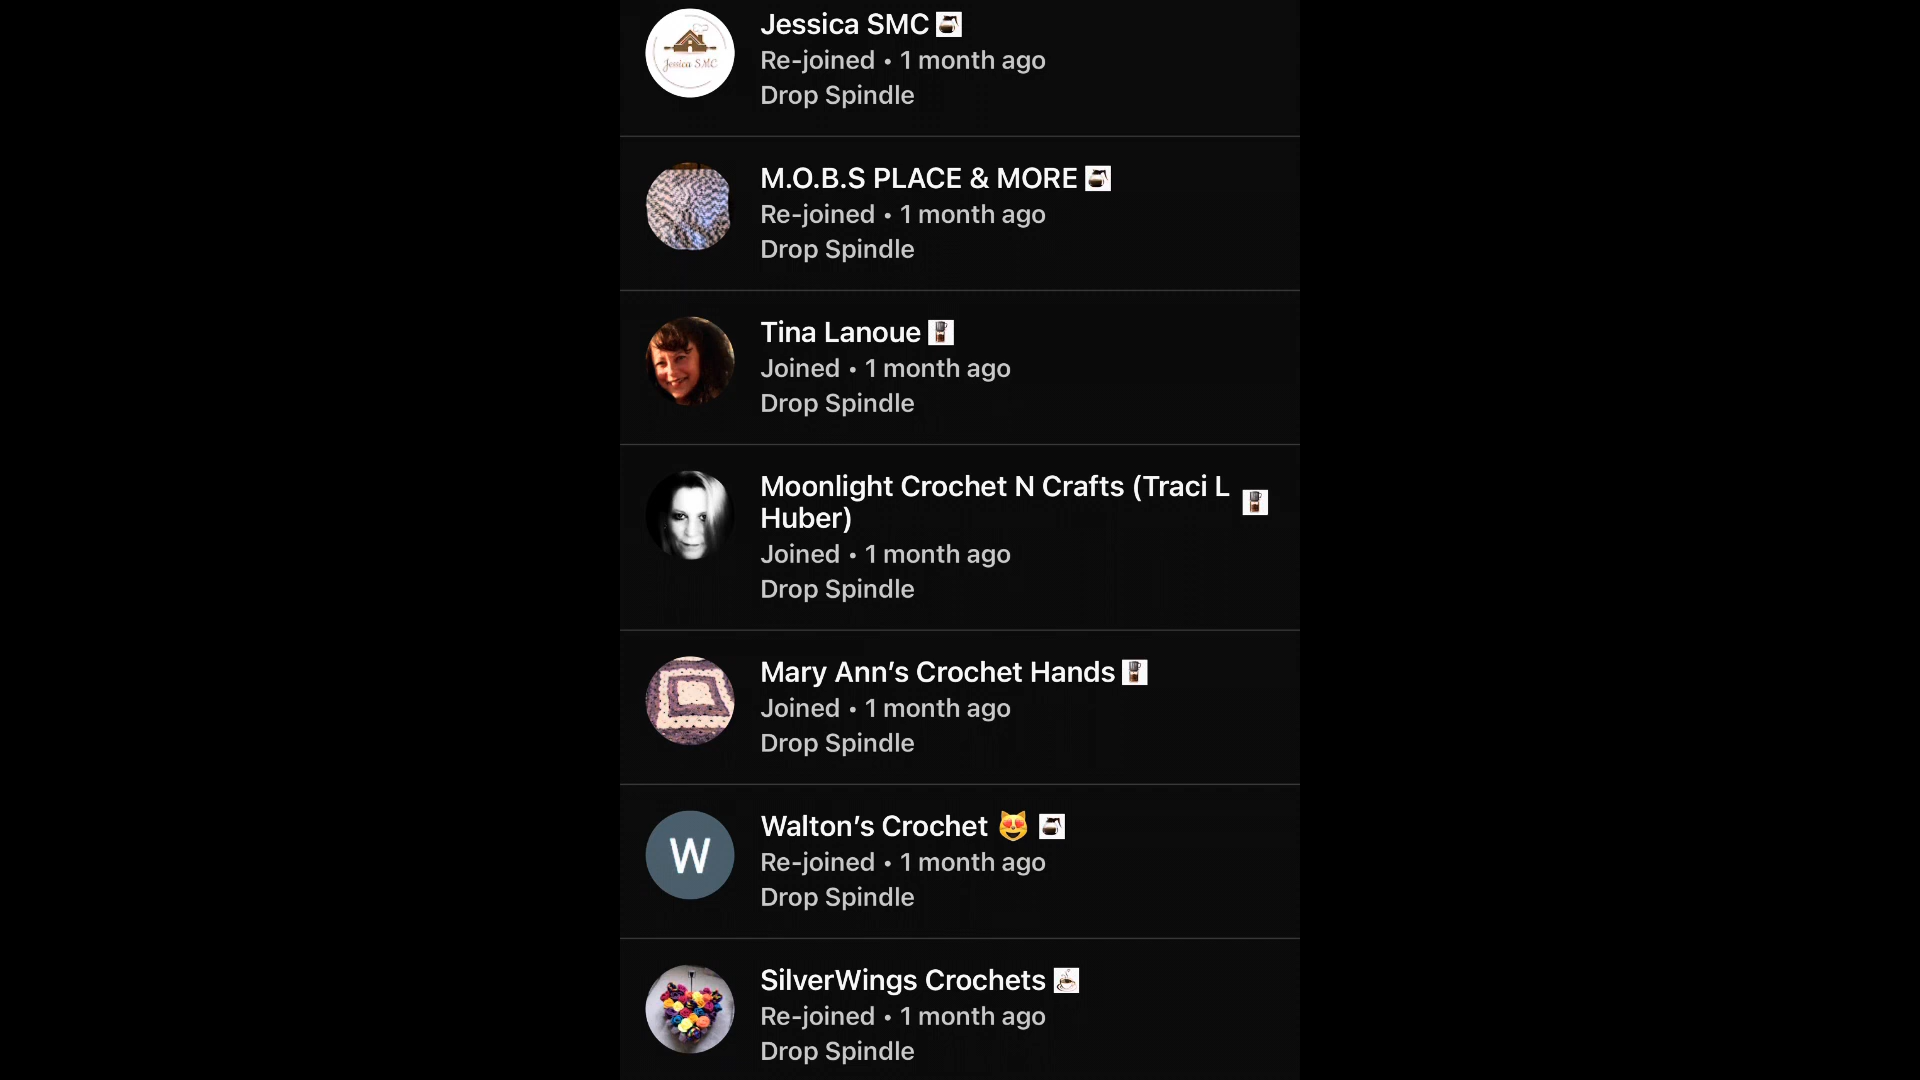 Jessica SMC
Jessica SMC
Re-joined • 1 month ago
Drop Spindle
M.O.B.S PLACE & MORE
Re-joined • 1 month ago
Drop Spindle
Tina Lanoue
Joined • 1 month ago
Drop Spindle
Moonlight Crochet N Crafts (Traci L
Huber)
Joined • 1 month ago
Drop Spindle
Mary Ann’s Crochet Hands
Joined • 1 month ago
Drop Spindle
W
Walton’s Crochet 😻
Re-joined • 1 month ago
Drop Spindle
SilverWings Crochets
Re-joined • 1 month ago
Drop Spindle